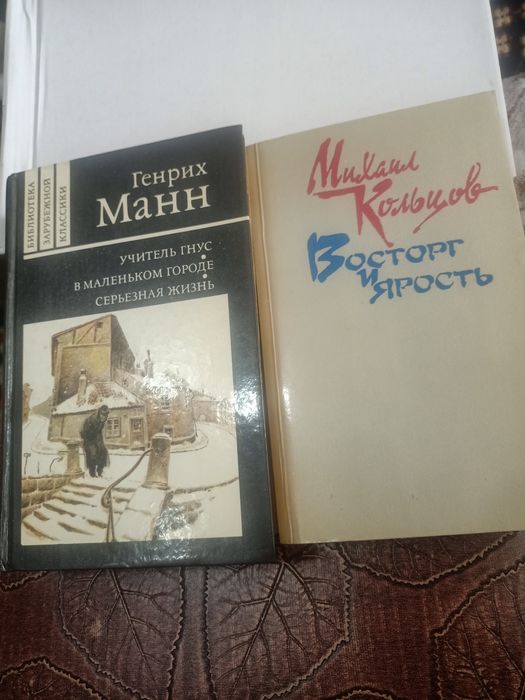 БИБЛИОТЕКА
ЗАРУБЕЖНОЙ
КЛАССИКИ
Генрих
МАНН
УЧИТЕЛЬ ГНУС
В МАЛЕНЬКОМ ГОРОДЕ
СЕРЬЕЗНАЯ ЖИЗНЬ
Михаил
Кольцов
Восторг
и
ярость